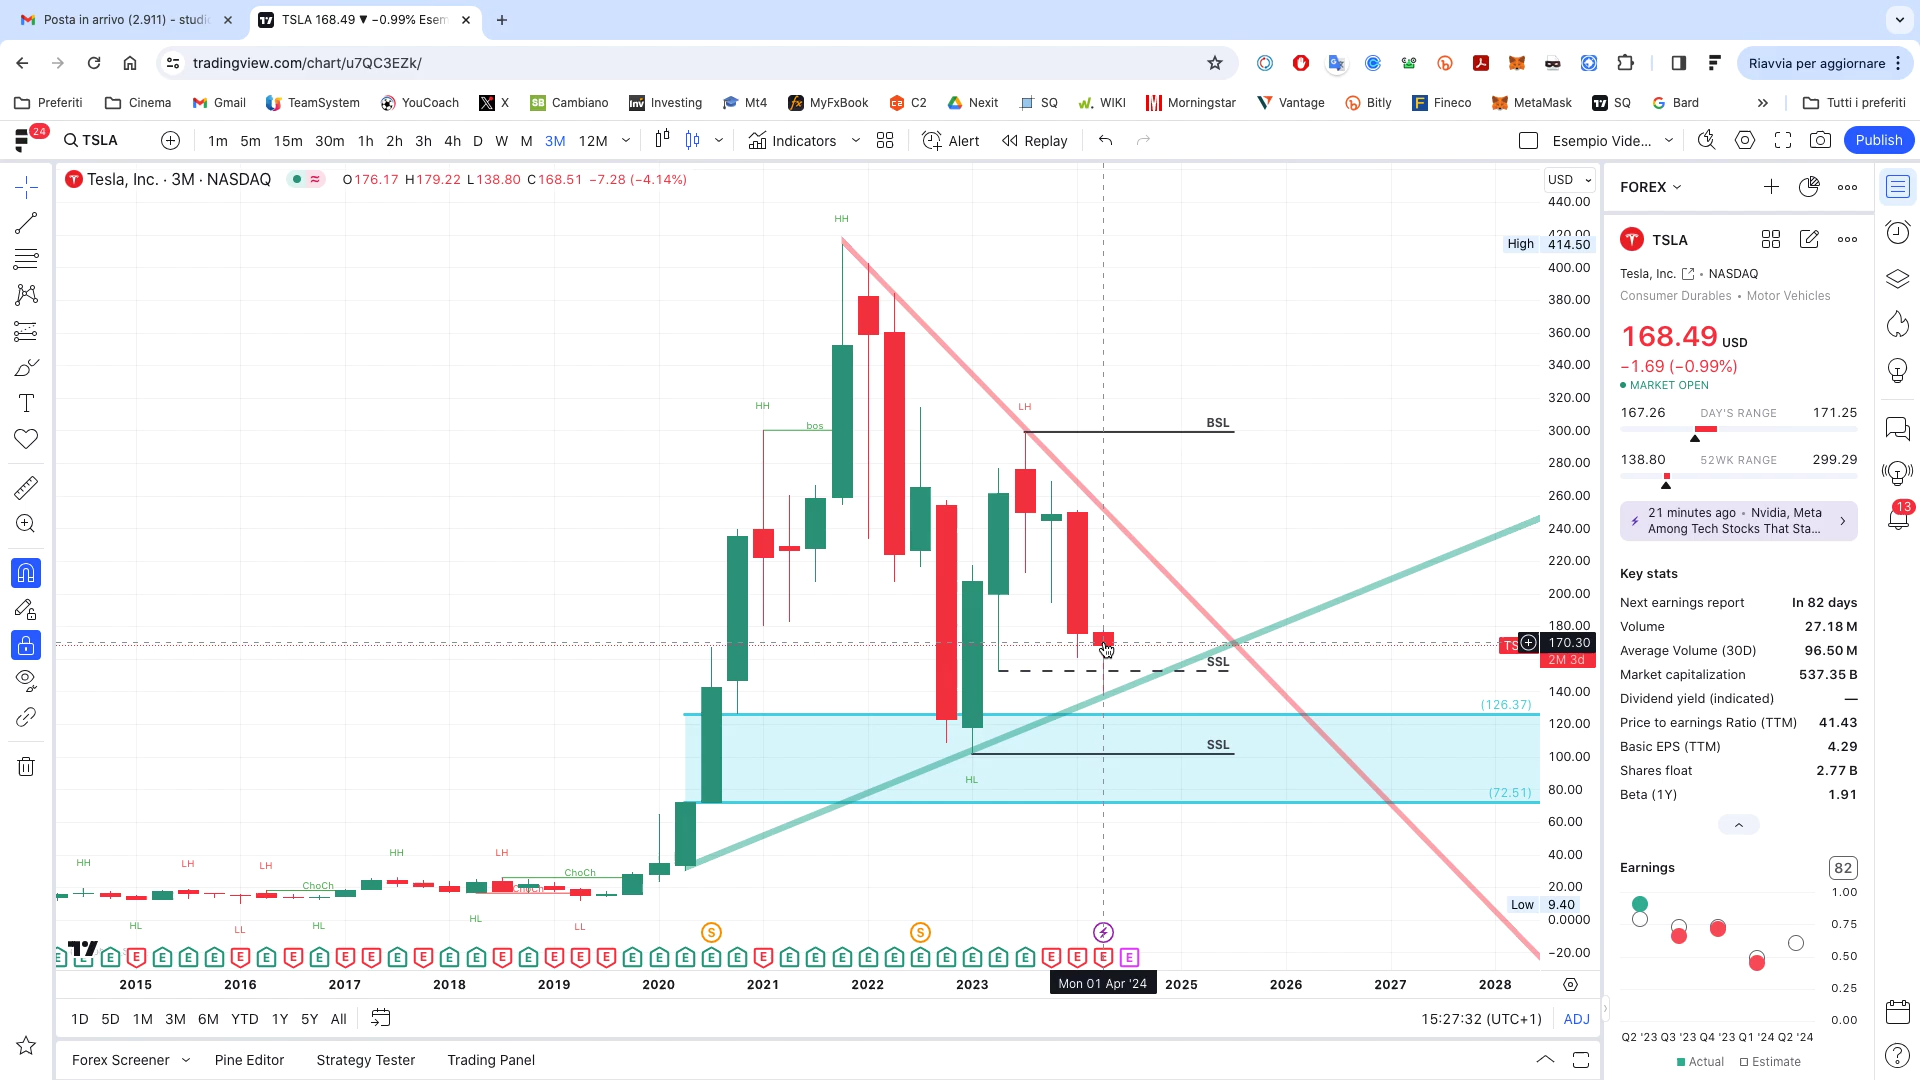 Posta in arrivo (2.911) - studi
TSLA 168.49 ▼ −0.99% Esem
tradingview.com/chart/u7QC3EZk/
Riavvia per aggiornare
Preferiti Cinema Gmail TeamSystem YouCoach X Cambiano Investing Mt4 MyFxBook C2 Nexit SQ WIKI Morningstar Vantage Bitly Fineco MetaMask SQ Bard » Tutti i preferiti
24
TSLA 1m 5m 15m 30m 1h 2h 3h 4h D W M 3M 12M Indicators Alert Replay Esempio Vide... Publish
Tesla, Inc. · 3M · NASDAQ O176.17 H179.22 L138.80 C168.51 −7.28 (−4.14%)
USD
440.00
High 414.50
400.00
380.00
360.00
340.00
320.00
300.00
280.00
260.00
240.00
220.00
200.00
180.00
170.30
2M 3d
140.00
120.00
100.00
80.00
60.00
40.00
20.00
Low 9.40
0.0000
−20.00
HH
HH
bos
LH
BSL
SSL
(126.37)
SSL
HL
(72.51)
HH LH LH HH LH
ChoCh ChoCh
HL LL HL HL LL
S S
E E E E E E E E E E E E E E E E E E E E E E E E E E E E E E E E E E E E E E E E E E
2015 2016 2017 2018 2019 2020 2021 2022 2023 Mon 01 Apr '24 2025 2026 2027 2028
1D 5D 1M 3M 6M YTD 1Y 5Y All
15:27:32 (UTC+1) ADJ
Forex Screener Pine Editor Strategy Tester Trading Panel
FOREX
TSLA
Tesla, Inc. • NASDAQ
Consumer Durables • Motor Vehicles
168.49 USD
−1.69 (−0.99%)
MARKET OPEN
167.26 DAY'S RANGE 171.25
138.80 52WK RANGE 299.29
21 minutes ago • Nvidia, Meta
Among Tech Stocks That Sta...
Key stats
Next earnings report In 82 days
Volume 27.18 M
Average Volume (30D) 96.50 M
Market capitalization 537.35 B
Dividend yield (indicated) —
Price to earnings Ratio (TTM) 41.43
Basic EPS (TTM) 4.29
Shares float 2.77 B
Beta (1Y) 1.91
Earnings 82
1.00
0.75
0.50
0.25
0.00
Q2 '23 Q3 '23 Q4 '23 Q1 '24 Q2 '24
Actual Estimate
13